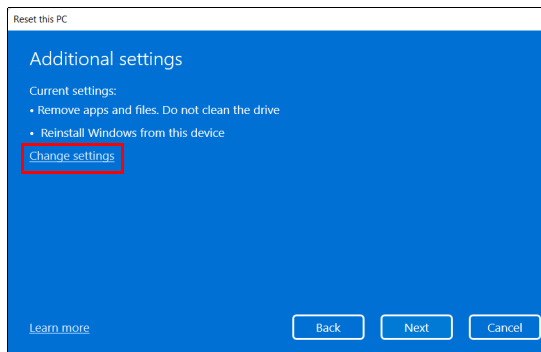 Reset this PC
Additional settings
Current settings:
• Remove apps and files. Do not clean the drive
• Reinstall Windows from this device
Change settings
Learn more
Back
Next
Cancel